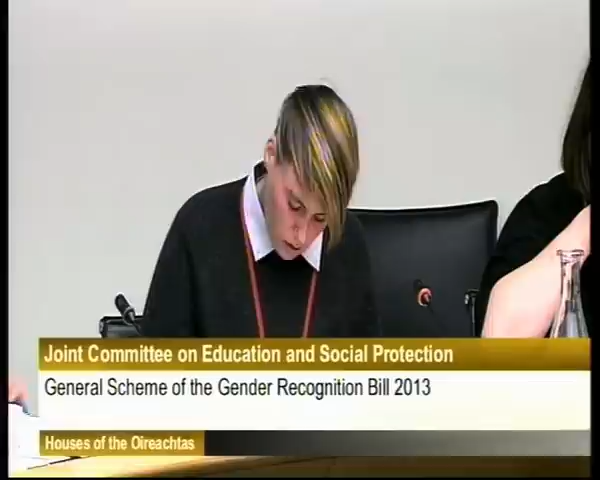 Joint Committee on Education and Social Protection
General Scheme of the Gender Recognition Bill 2013
Houses of the Oireachtas